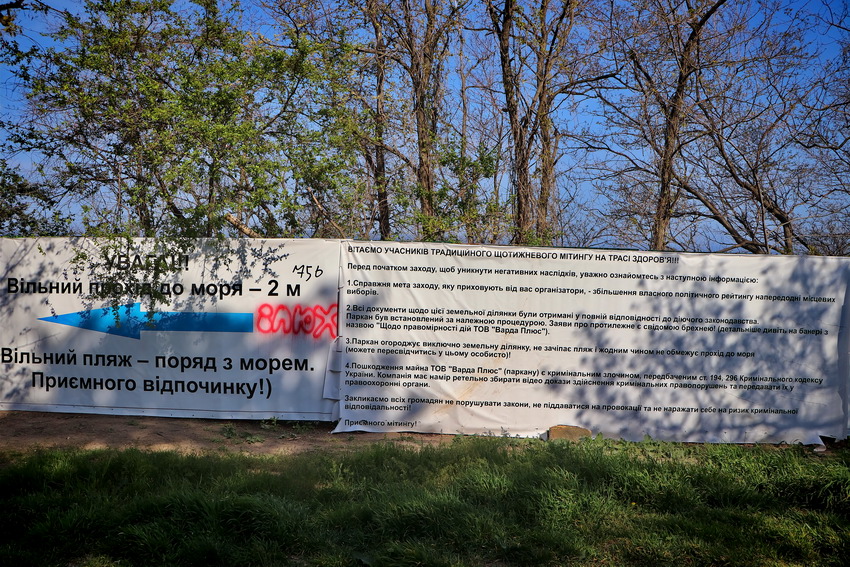 УВАГА!!!
Вільний прохід до моря – 2 м
Вільний пляж – поряд з морем.
Приємного відпочинку!)
ВІТАЄМО УЧАСНИКІВ ТРАДИЦІЙНОГО ЩОТИЖНЕВОГО МІТИНГУ НА ТРАСІ ЗДОРОВ'Я!!!
Перед початком заходу, щоб уникнути негативних наслідків, уважно ознайомтесь з наступною інформацією:
1.Справжня мета заходу, яку приховують від вас організатори, - збільшення власного політичного рейтингу напередодні місцевих
виборів.
2.Всі документи щодо цієї земельної ділянки були отримані у повній відповідності до діючого законодавства.
Паркан був встановлений за належною процедурою. Заяви про протилежне є свідомою брехнею! (детальніше дивіть на банері з
назвою "Щодо правомірності дій ТОВ "Варда Плюс").
3.Паркан огороджує виключно земельну ділянку, не зачіпає пляж і жодним чином не обмежує прохід до моря
(можете пересвідчитись у цьому особисто)!
4.Пошкодження майна ТОВ "Варда Плюс" (паркану) є кримінальним злочином, передбаченим ст. 194, 296 Кримінального кодексу
України. Компанія має намір ретельно збирати відео докази здійснення кримінальних правопорушень та передавати їх у
правоохоронні органи.
Закликаємо всіх громадян не порушувати закони, не піддаватися на провокації та не наражати себе на ризик кримінальної
відповідальності!
Приємного мітингу!